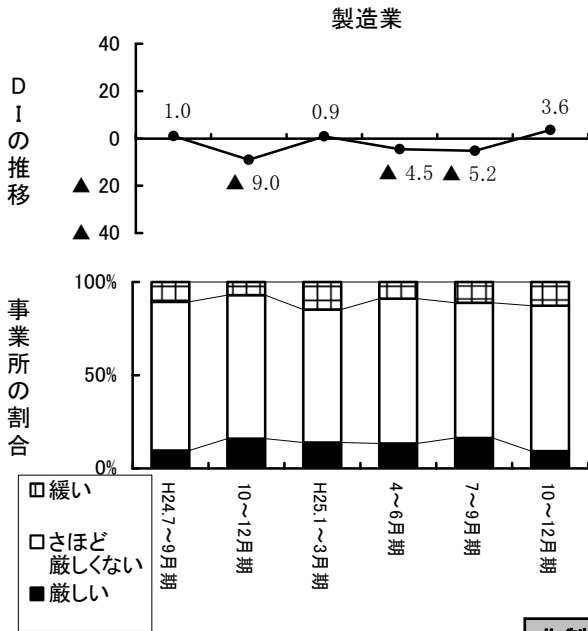 製造業
DIの推移
40
20
0
▲ 20
▲ 40
1.0
▲ 9.0
0.9
▲ 4.5
▲ 5.2
3.6
事業所の割合
100%
50%
0%
H24.7～9月期
10～12月期
H25.1～3月期
4～6月期
7～9月期
10～12月期
緩い
さほど
厳しくない
厳しい